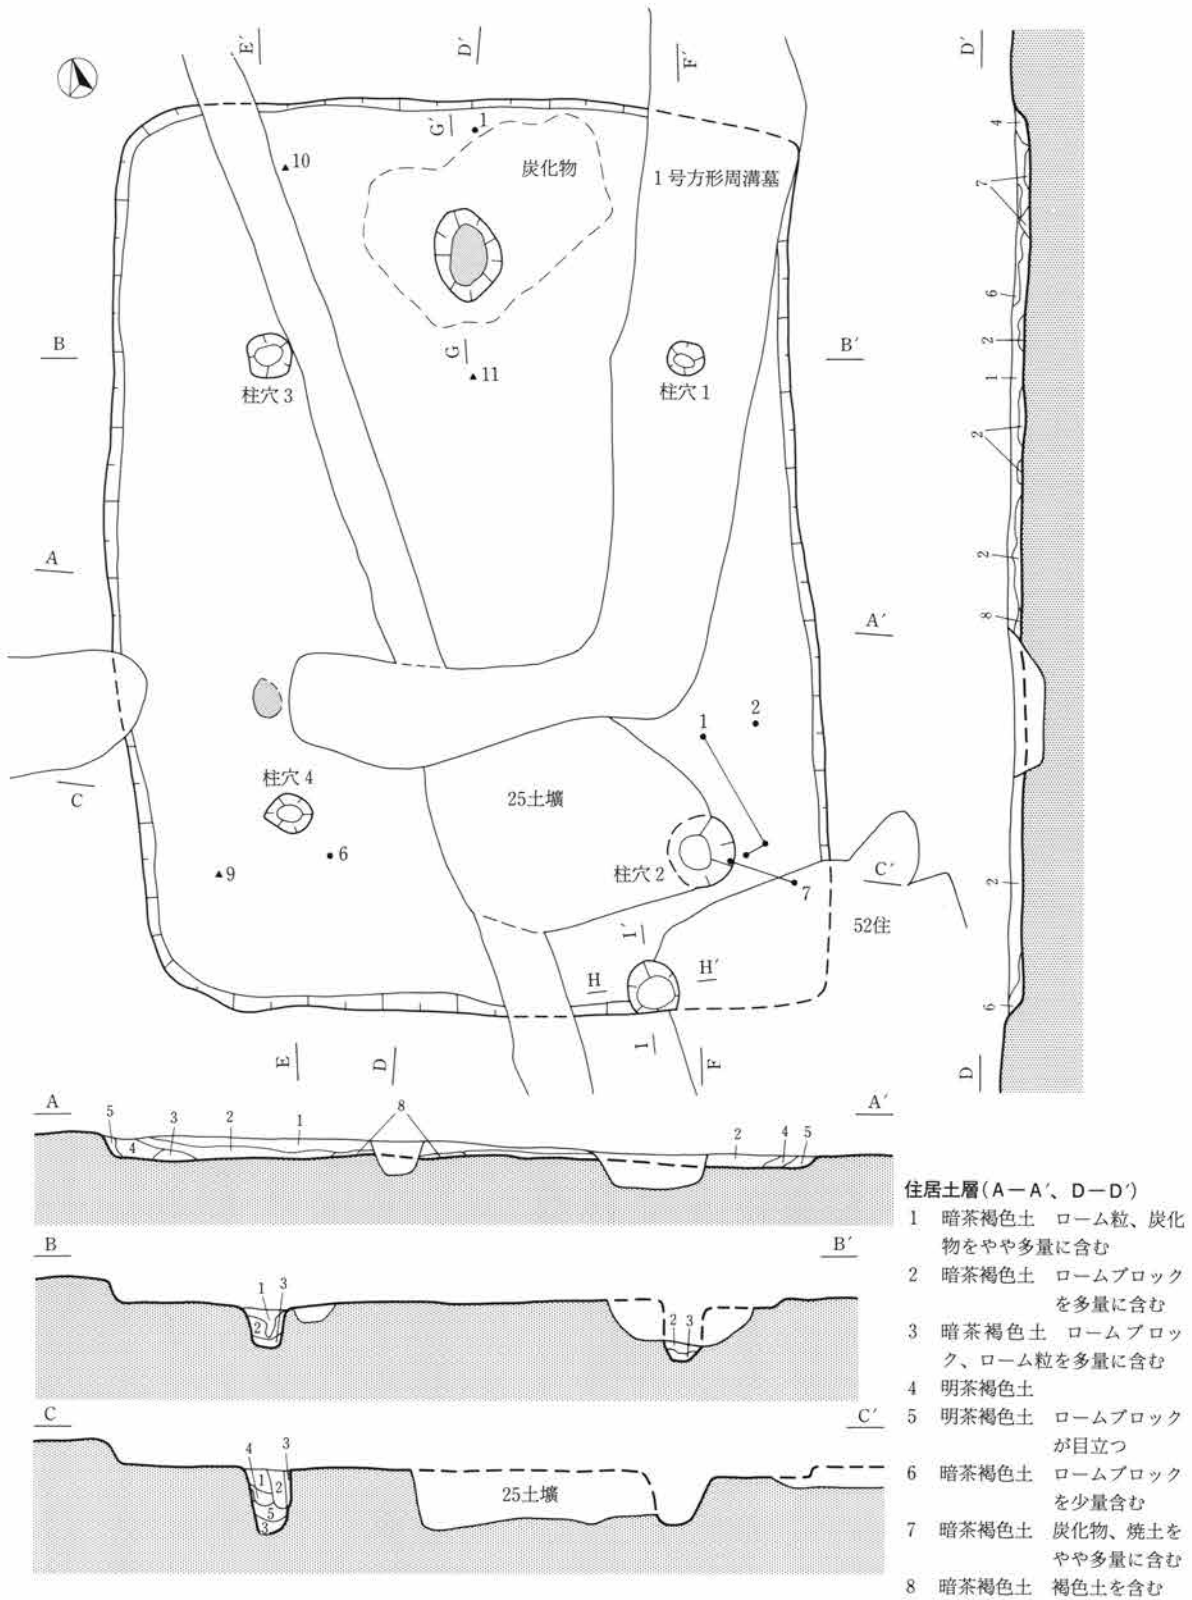 E′
D′
F′
D′
G′
1
10
炭化物
1号方形周溝墓
4
7
6
B
B′
G
11
柱穴3
柱穴1
2
1
2
A
2
8
A′
2
1
柱穴4
C
25土壙
6
9
柱穴2
7
C′
2
52住
I′
H
H′
6
E
D
I
F
D
A
A′
5
4
3
2
1
8
2
4
5
B
B′
1
3
2
2
3
C
C′
4
3
1
2
5
3
25土壙
住居土層(A－A′、D－D′)
1 暗茶褐色土 ローム粒、炭化
物をやや多量に含む
2 暗茶褐色土 ロームブロック
を多量に含む
3 暗茶褐色土 ロームブロッ
ク、ローム粒を多量に含む
4 明茶褐色土
5 明茶褐色土 ロームブロック
が目立つ
6 暗茶褐色土 ロームブロック
を少量含む
7 暗茶褐色土 炭化物、焼土を
やや多量に含む
8 暗茶褐色土 褐色土を含む